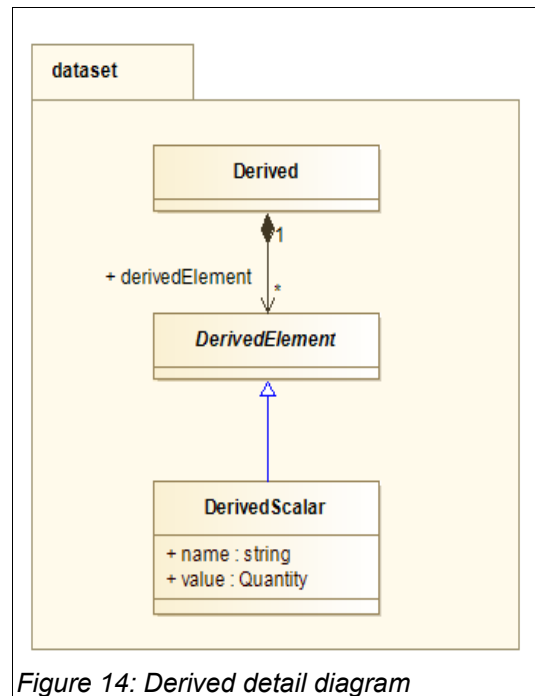 dataset
Derived
1
+ derivedElement
*
DerivedElement
DerivedScalar
+ name : string
+ value : Quantity
Figure 14: Derived detail diagram